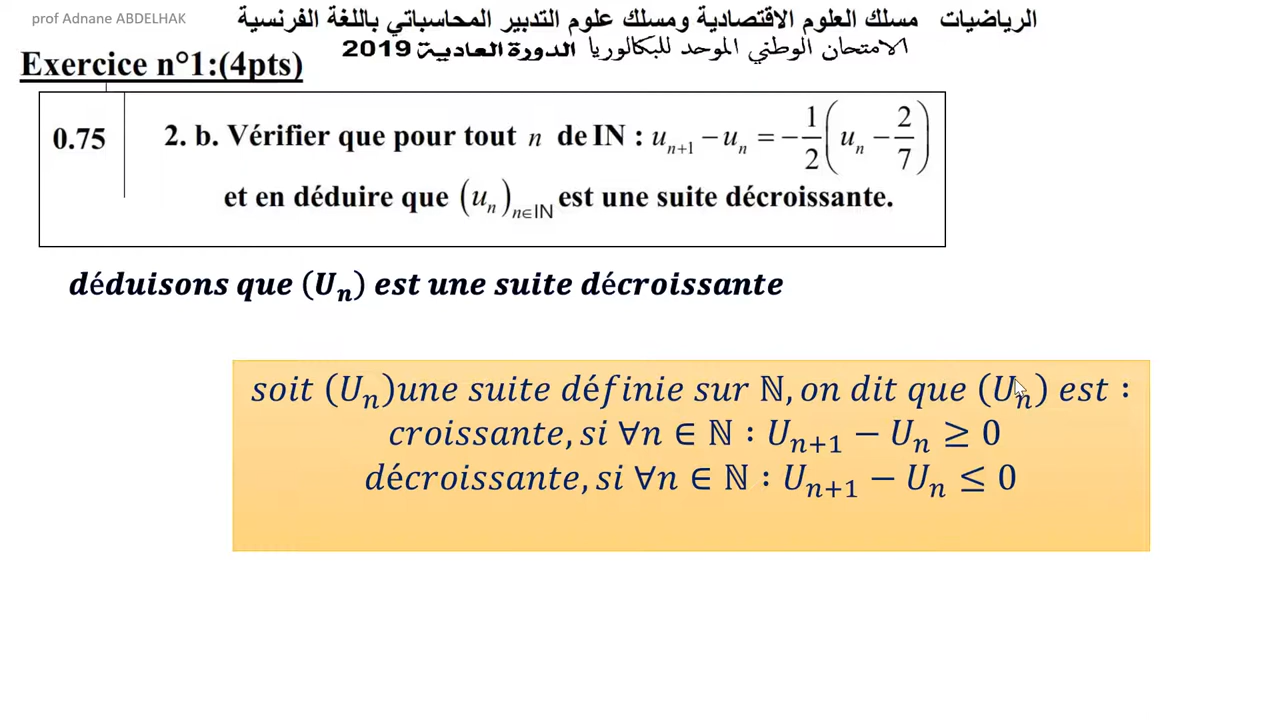 prof Adnane ABDELHAK
الرياضيات مسلك العلوم الاقتصادية ومسلك علوم التدبير المحاسباتي باللغة الفرنسية
الامتحان الوطني الموحد للبكالوريا الدورة العادية 2019
Exercice n°1:(4pts)
0.75 2. b. Vérifier que pour tout n de IN : u_{n+1} − u_n = −1/2 (u_n − 2/7)
et en déduire que (u_n)_{n∈IN} est une suite décroissante.
déduisons que (U_n) est une suite décroissante
soit (U_n)une suite définie sur ℕ, on dit que (U_n) est :
croissante, si ∀n ∈ ℕ : U_{n+1} − U_n ≥ 0
décroissante, si ∀n ∈ ℕ : U_{n+1} − U_n ≤ 0